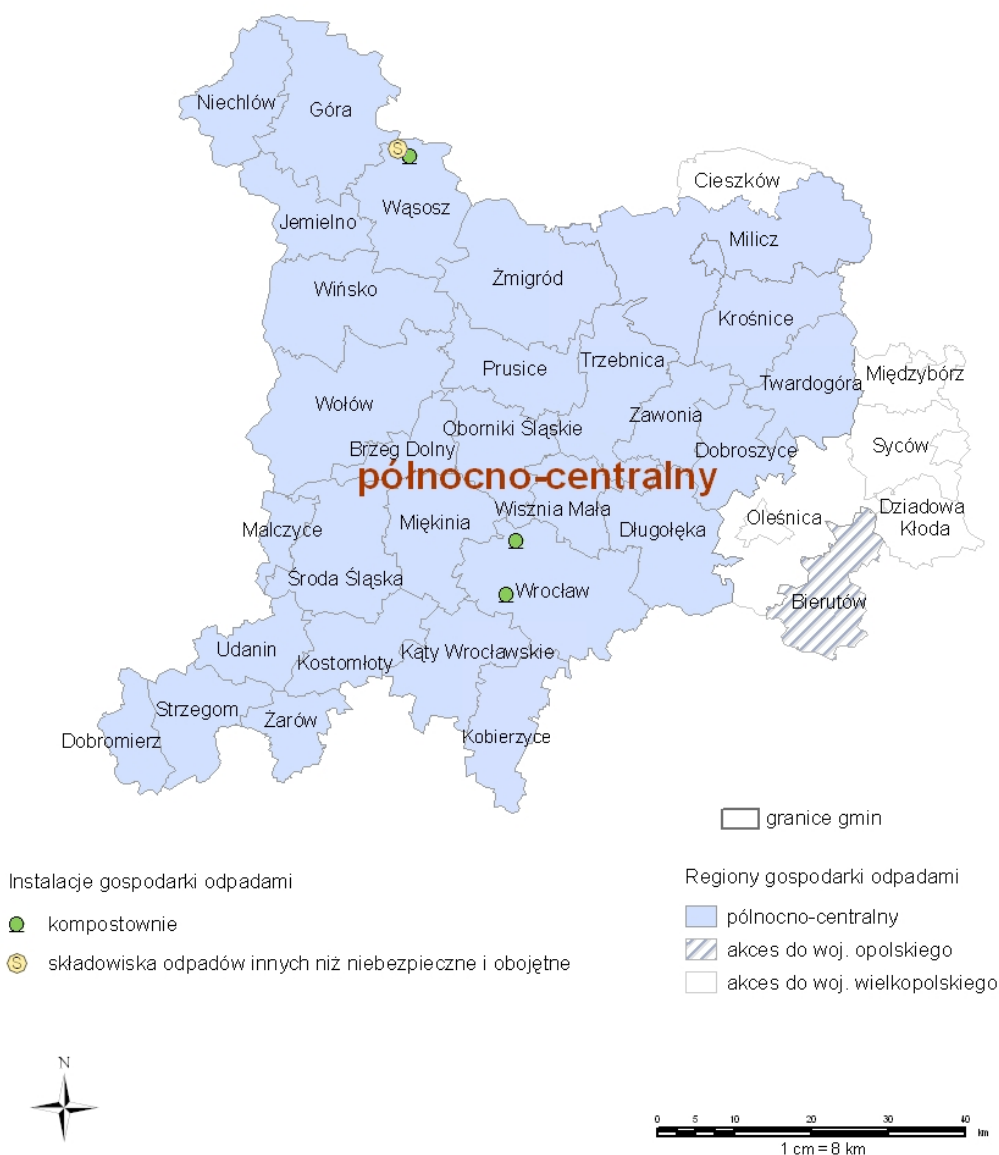 Niechlów
Góra
S
Cieszków
Wąsosz
Jemielno
Milicz
Żmigród
Wińsko
Krośnice
Trzebnica
Prusice
Międzybórz
Twardogóra
Wołów
Zawonia
Oborniki Śląskie
Syców
Brzeg Dolny
Dobroszyce
północno-centralny
Wisznia Mała
Dziadowa
Kłoda
Oleśnica
Miękinia
Długołęka
Malczyce
Środa Śląska
Wrocław
Bierutów
Udanin
Kąty Wrocławskie
Kostomłoty
Strzegom
Żarów
Dobromierz
Kobierzyce
granice gmin
Instalacje gospodarki odpadami
kompostownie
S składowiska odpadów innych niż niebezpieczne i obojętne
Regiony gospodarki odpadami
północno-centralny
akces do woj. opolskiego
akces do woj. wielkopolskiego
N
0 5 10 20 30 40
km
1 cm = 8 km